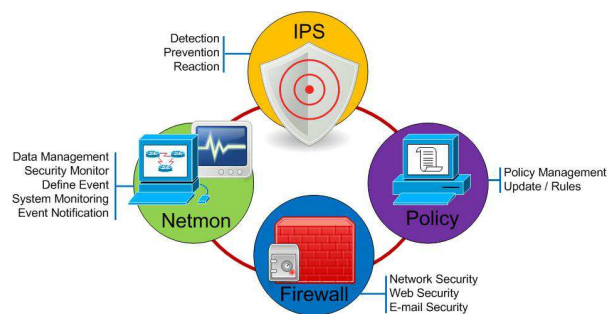 IPS
Detection
Prevention
Reaction
Data Management
Security Monitor
Define Event
System Monitoring
Event Notification
Netmon
Policy
Policy Management
Update / Rules
Firewall
Network Security
Web Security
E-mail Security